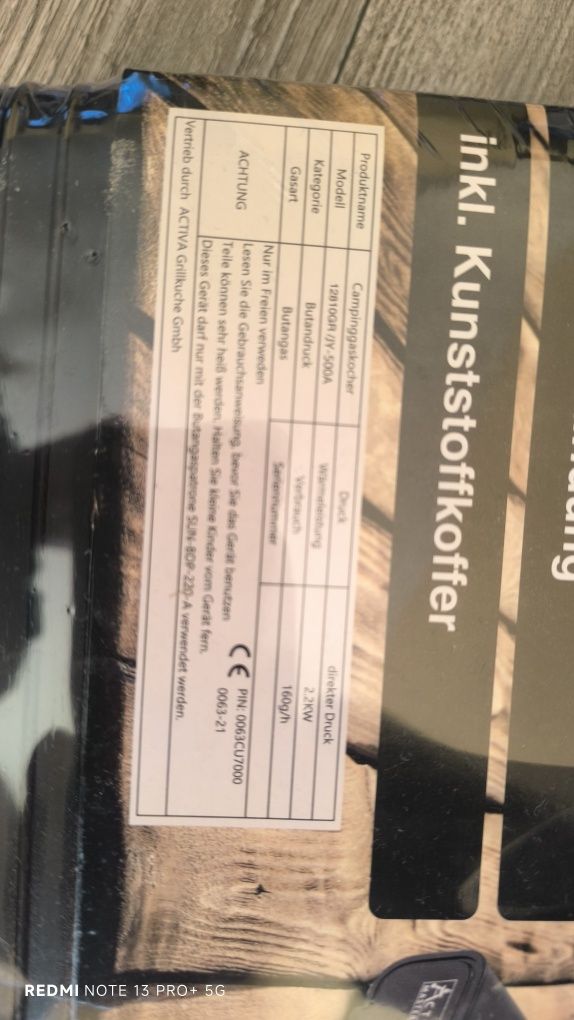 inkl. Kunststoffkoffer
Produktname Campinggaskocher
Modell 12810GR /JY-500A Druck direkter Druck
Kategorie Butandruck Wärmeleistung 2.2KW
Gasart Butangas Verbrauch 160g/h
Seriennummer
ACHTUNG
Nur im Freien verweden
Lesen Sie die Gebrauchsanweisung, bevor Sie das Gerät benutzen
Teile können sehr heiß werden. Halten Sie kleine Kinder vom Gerät fern.
Dieses Gerät darf nur mit der Butangaspatrone SUN-BDP-220-A verwendet werden.
CE PIN: 0063CU7000
0063-21
Vertrieb durch ACTIVA Grillküche Gmbh
REDMI NOTE 13 PRO+ 5G